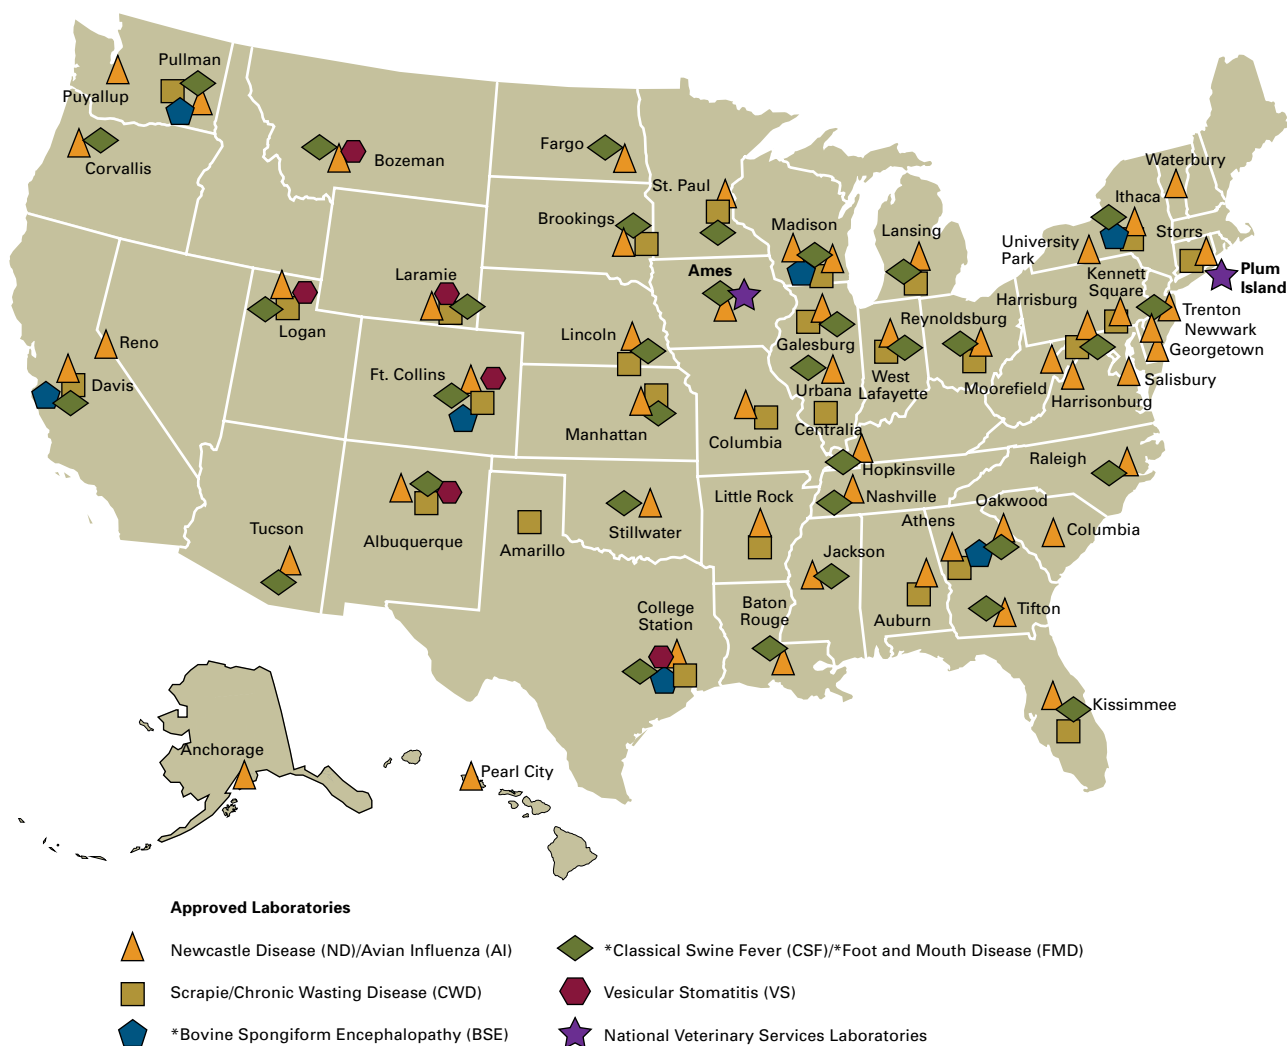 Pullman
Puyallup
Corvallis
Bozeman
Fargo
St. Paul
Brookings
Madison
Lansing
Waterbury
Ithaca
Storrs
University
Park
Plum
Island
Kennett
Square
Ames
Laramie
Logan
Harrisburg
Trenton
Newwark
Georgetown
Reynoldsburg
Lincoln
Galesburg
Reno
Davis
Ft. Collins
Urbana
West
Lafayette
Moorefield
Salisbury
Harrisonburg
Manhattan
Columbia
Centralia
Hopkinsville
Raleigh
Nashville
Little Rock
Oakwood
Athens
Columbia
Tucson
Albuquerque
Amarillo
Stillwater
Jackson
College
Station
Baton
Rouge
Auburn
Tifton
Kissimmee
Anchorage
Pearl City
Approved Laboratories
Newcastle Disease (ND)/Avian Influenza (AI)
*Classical Swine Fever (CSF)/*Foot and Mouth Disease (FMD)
Scrapie/Chronic Wasting Disease (CWD)
Vesicular Stomatitis (VS)
*Bovine Spongiform Encephalopathy (BSE)
National Veterinary Services Laboratories